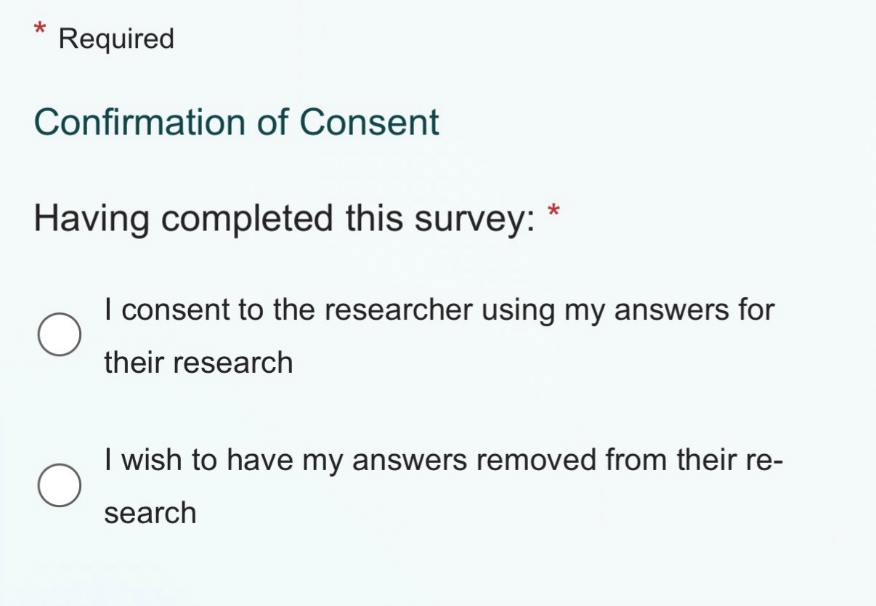 * Required
Confirmation of Consent
Having completed this survey: *
I consent to the researcher using my answers for
their research
I wish to have my answers removed from their re-
search